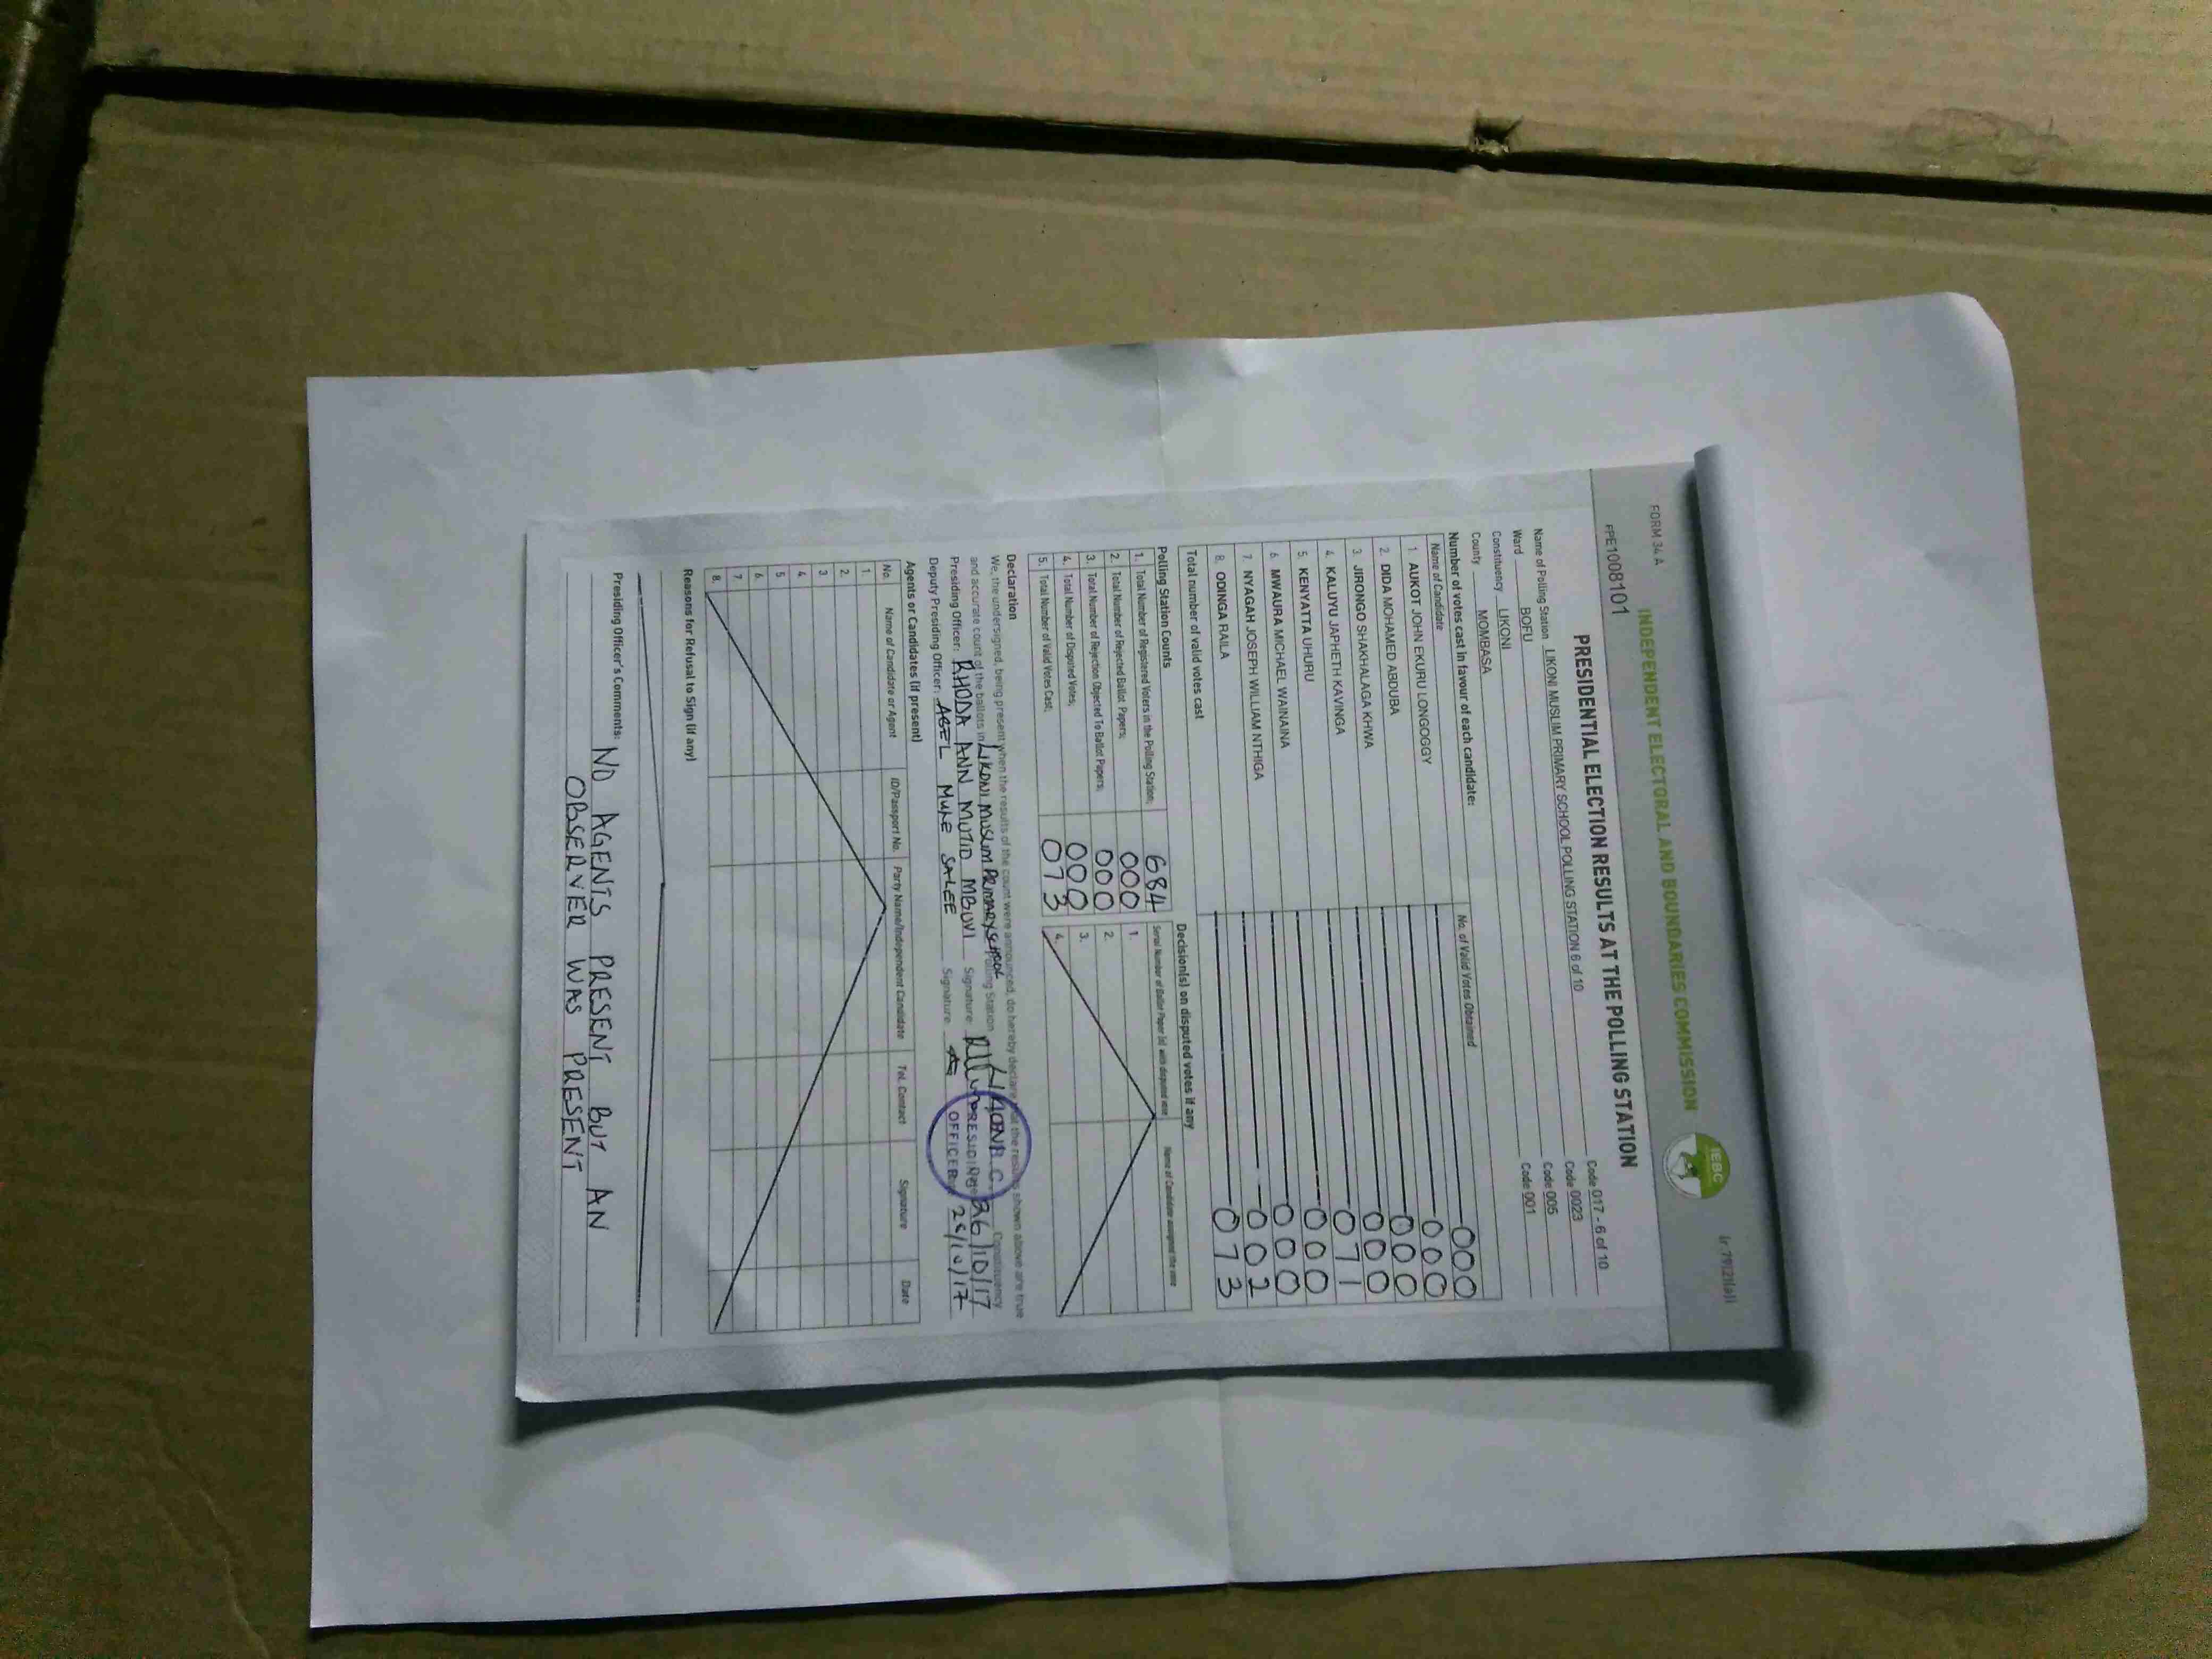 FORM 34 A
INDEPENDENT ELECTORAL AND BOUNDARIES COMMISSION
IEBC
(r 79(2)(a))
PPE1008101
PRESIDENTIAL ELECTION RESULTS AT THE POLLING STATION
Name of Polling Station LIKONI MUSLIM PRIMARY SCHOOL POLLING STATION 6 of 10 Code 017 - 6 of 10
Ward BOFU Code 0023
Constituency LIKONI Code 005
County MOMBASA Code 001
Number of votes cast in favour of each candidate:
Name of Candidate No. of Valid Votes Obtained
1. AUKOT JOHN EKURU LONGOGGY 000
2. DIDA MOHAMED ABDUBA 000
3. JIRONGO SHAKHALAGA KHWA 000
4. KALUYU JAPHETH KAVINGA 000
5. KENYATTA UHURU 071
6. MWAURA MICHAEL WAINAINA 000
7. NYAGAH JOSEPH WILLIAM NTHIGA 000
8. ODINGA RAILA 002
Total number of valid votes cast 073
Polling Station Counts Decision(s) on disputed votes if any
1. Total Number of Registered Voters in the Polling Station; 684
2. Total Number of Rejected Ballot Papers; 000
3. Total Number of Rejection Objected To Ballot Papers; 000
4. Total Number of Disputed Votes; 000
5. Total Number of Valid Votes Cast; 073
Serial Number of Ballot Paper (s) with disputed vote Name of Candidate assigned the vote
1.
2.
3.
4.
Declaration
We, the undersigned, being present when the results of the count were announced, do hereby declare that the results shown above are true
and accurate count of the ballots in LIKONI MUSLIM PRIMARY SCHOOL Polling Station LIKONI Constituency
Presiding Officer: RHODA ANN MUTIO MBUVI Signature 26/10/17
Deputy Presiding Officer: ABEL MULE SALEE Signature 26/10/17
PRESIDING
OFFICER
Agents or Candidates (if present)
No. Name of Candidate or Agent ID/Passport No. Party Name/Independent Candidate Tel. Contact Signature Date
1.
2.
3.
4.
5
6.
7.
8.
Reasons for Refusal to Sign (if any)
Presiding Officer's Comments: NO AGENTS PRESENT BUT AN
OBSERVER WAS PRESENT